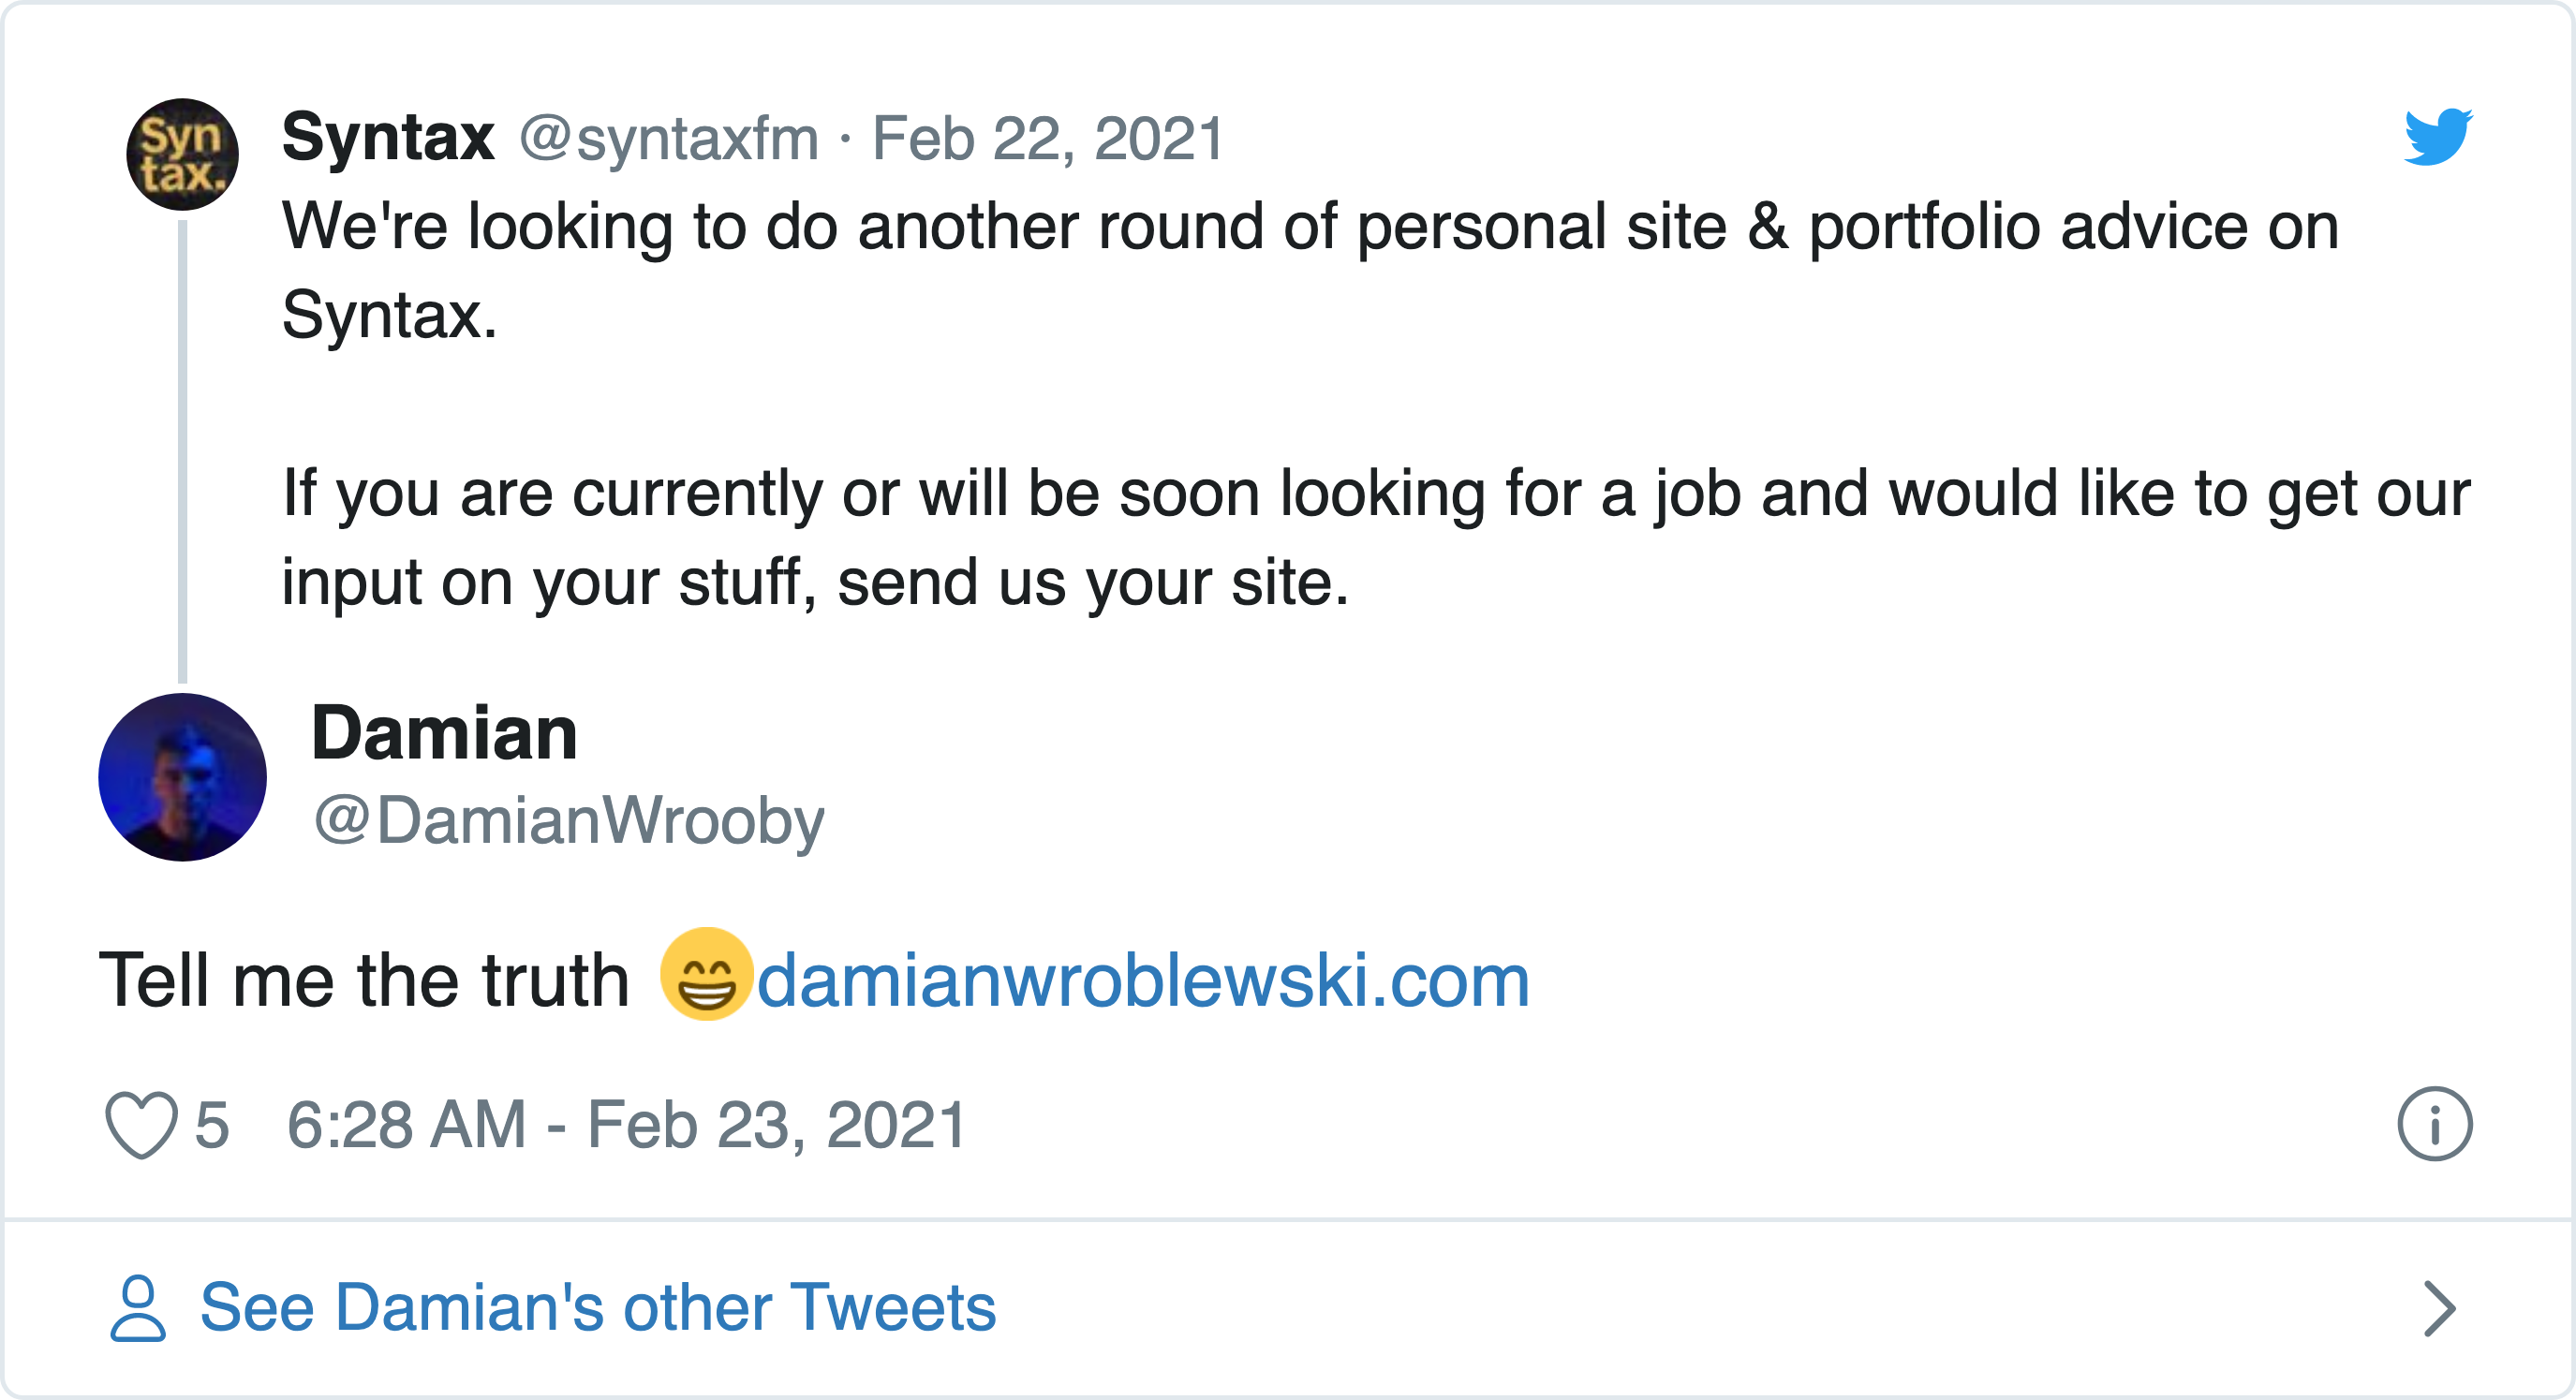 Syn
tax.
Syntax @syntaxfm · Feb 22, 2021
We're looking to do another round of personal site & portfolio advice on
Syntax.
If you are currently or will be soon looking for a job and would like to get our
input on your stuff, send us your site.
Damian
@DamianWrooby
Tell me the truth 😄damianwroblewski.com
5 6:28 AM - Feb 23, 2021
See Damian's other Tweets